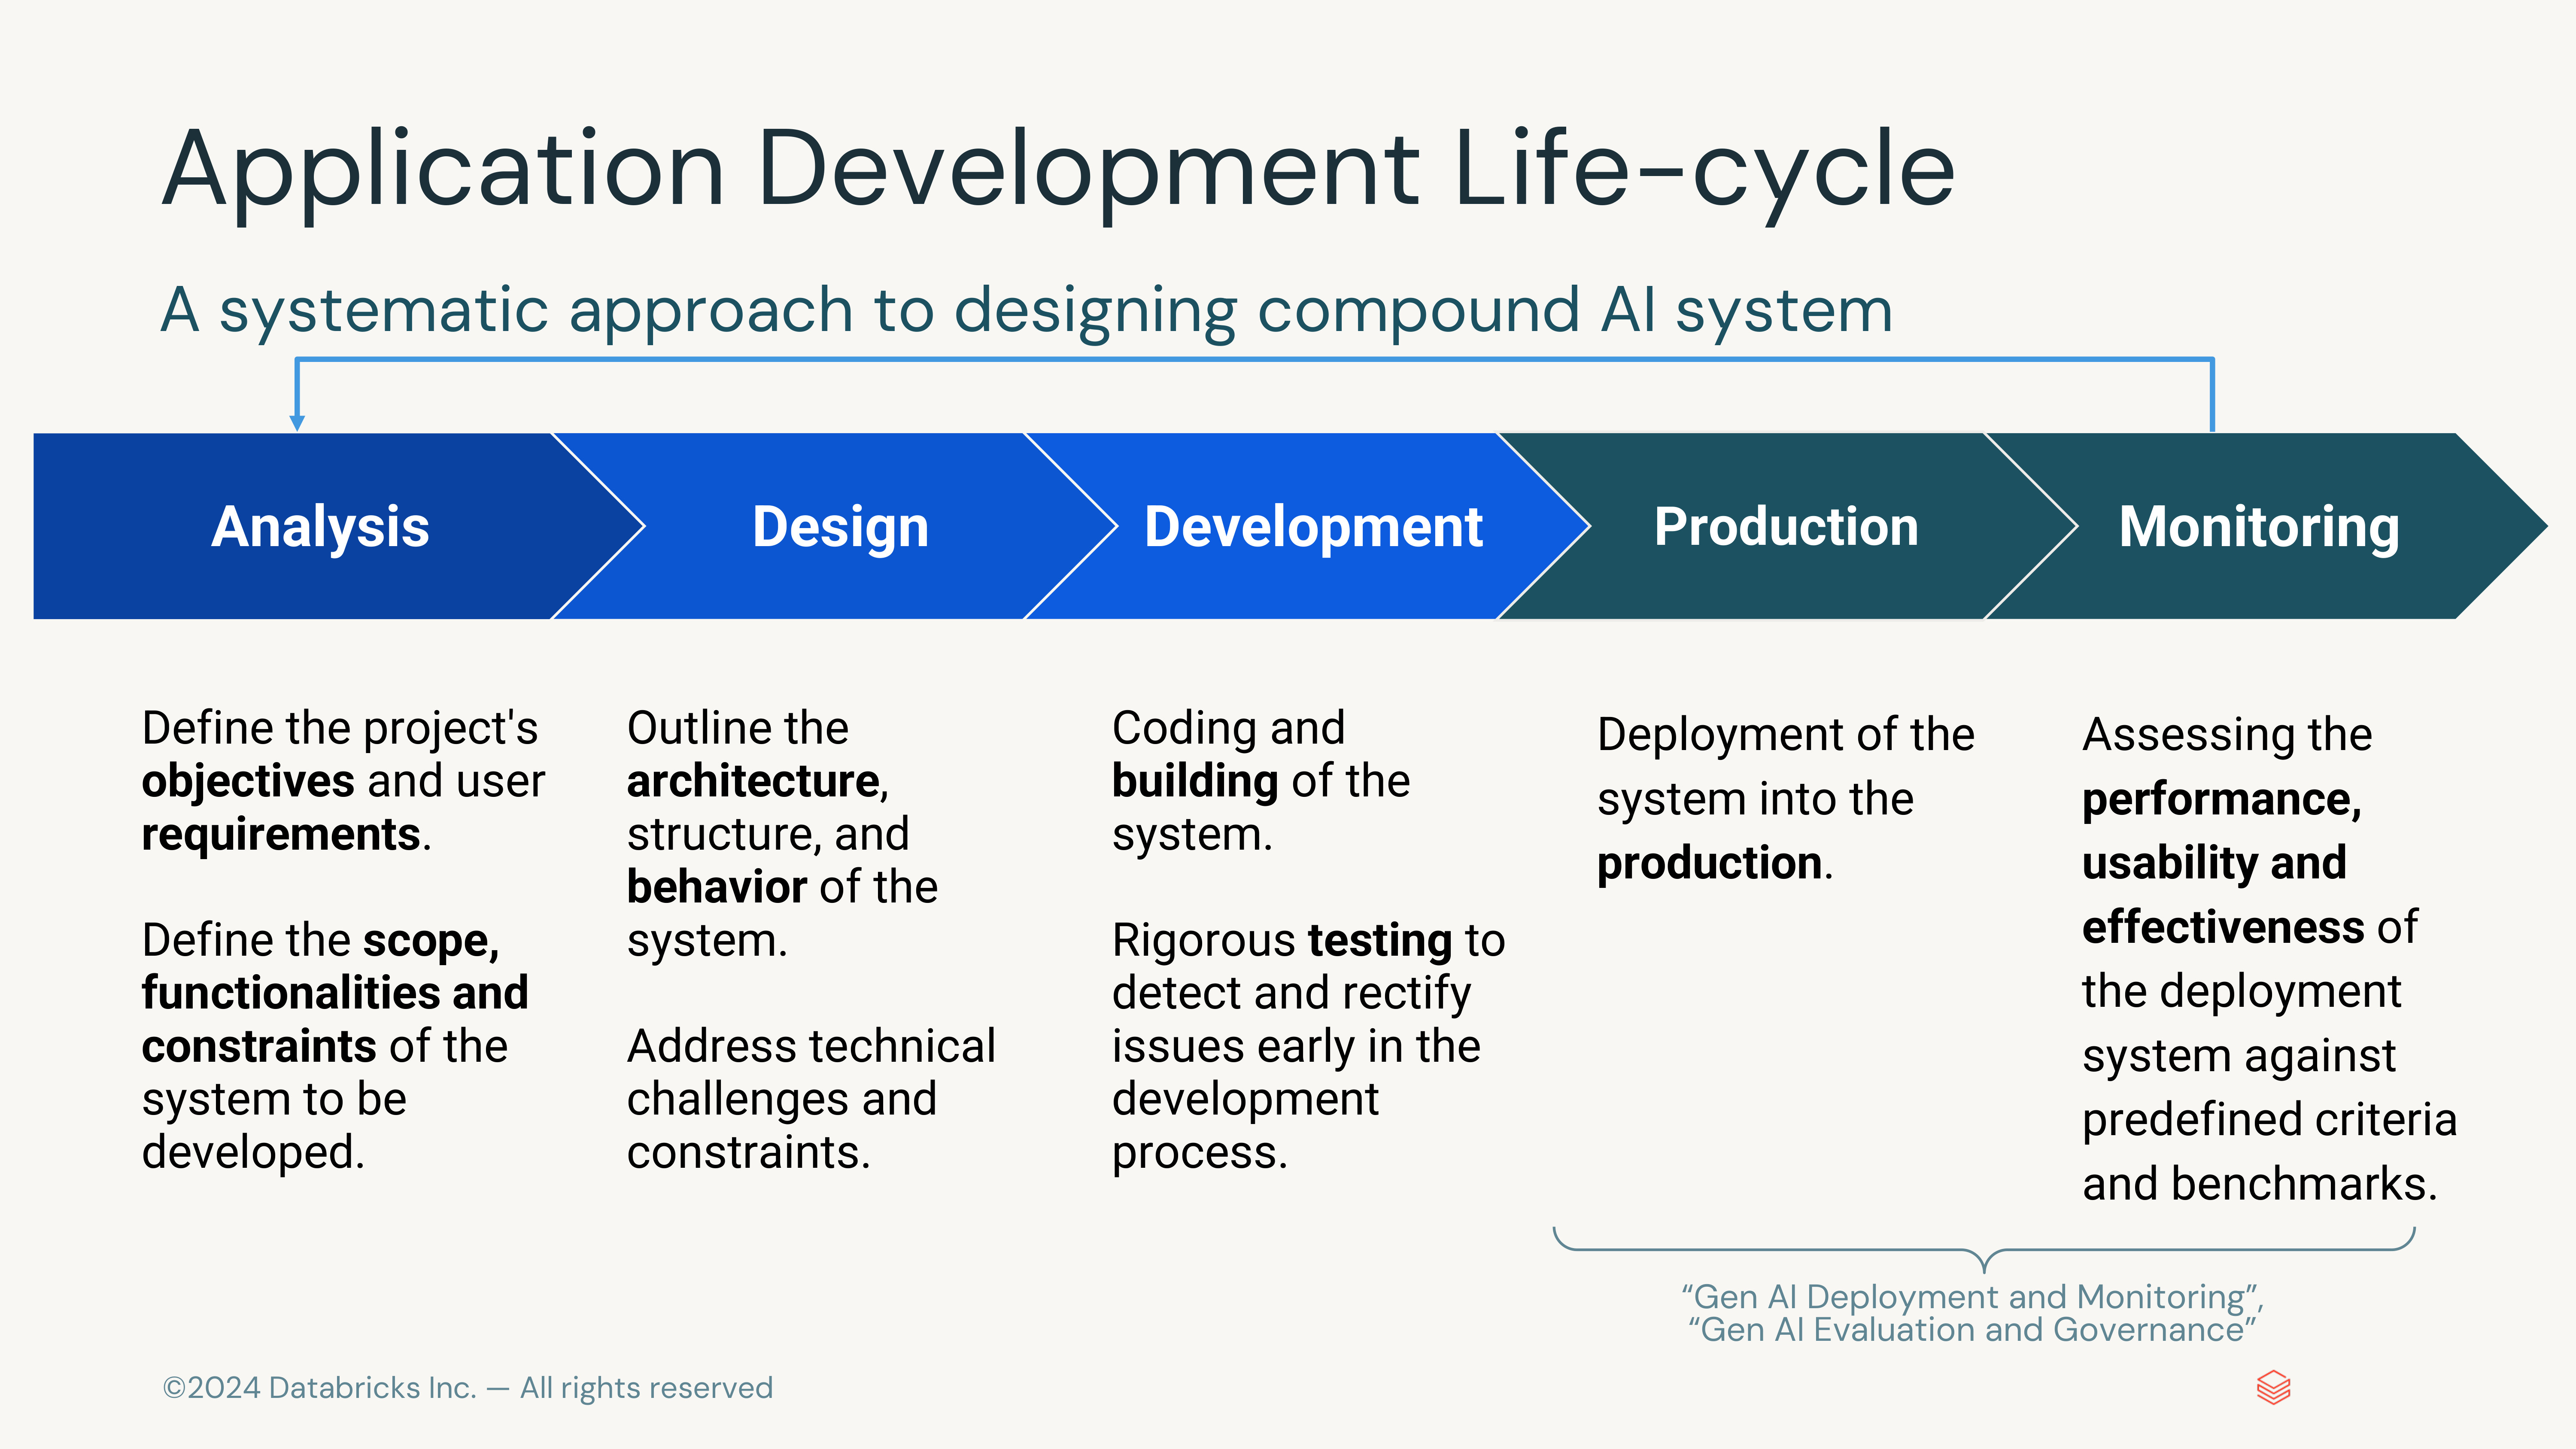 Application Development Life-cycle
A systematic approach to designing compound AI system
Analysis
Design
Development
Production
Monitoring
Define the project's
objectives and user
requirements.
Define the scope,
functionalities and
constraints of the
system to be
developed.
Outline the
architecture,
structure, and
behavior of the
system.
Address technical
challenges and
constraints.
Coding and
building of the
system.
Rigorous testing to
detect and rectify
issues early in the
development
process.
Deployment of the
system into the
production.
Assessing the
performance,
usability and
effectiveness of
the deployment
system against
predefined criteria
and benchmarks.
“Gen AI Deployment and Monitoring”,
“Gen AI Evaluation and Governance”
©2024 Databricks Inc. — All rights reserved